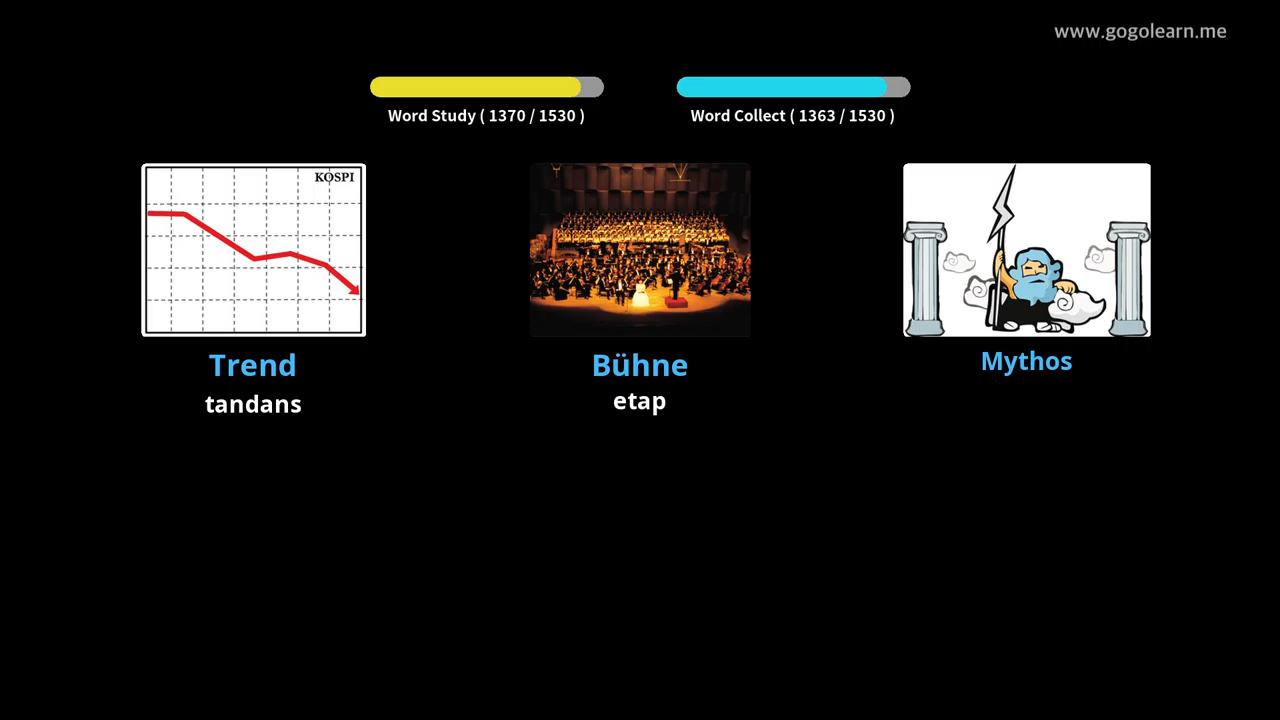 www.gogolearn.me
Word Study ( 1370 / 1530 )
Word Collect ( 1363 / 1530 )
KOSPI
Trend
Bühne
Mythos
tandans
etap